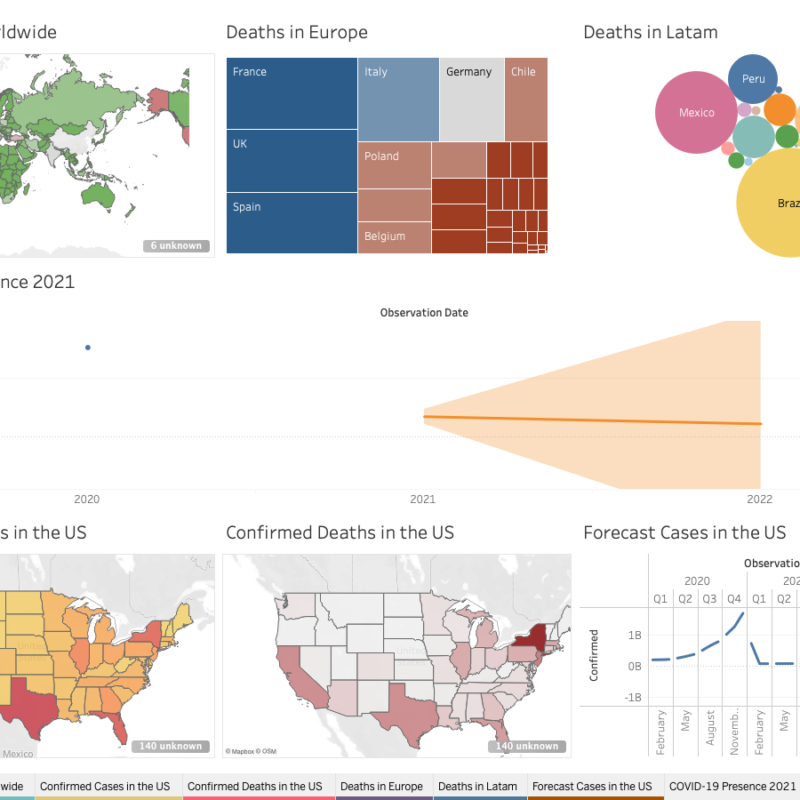 ldwide
Deaths in Europe
Deaths in Latam
France
Italy
Germany
Chile
UK
Poland
Spain
Belgium
Peru
Mexico
Braz
6 unknown
nce 2021
Observation Date
2020
2021
2022
s in the US
Confirmed Deaths in the US
Forecast Cases in the US
Mexico
140 unknown
© Mapbox © OSM
140 unknown
Observatio
2020
202
Q1 Q2 Q3 Q4 Q1 Q2
Confirmed
1B
0B
-1B
February
May
August
Novemb..
February
May
wide
Confirmed Cases in the US
Confirmed Deaths in the US
Deaths in Europe
Deaths in Latam
Forecast Cases in the US
COVID-19 Presence 2021